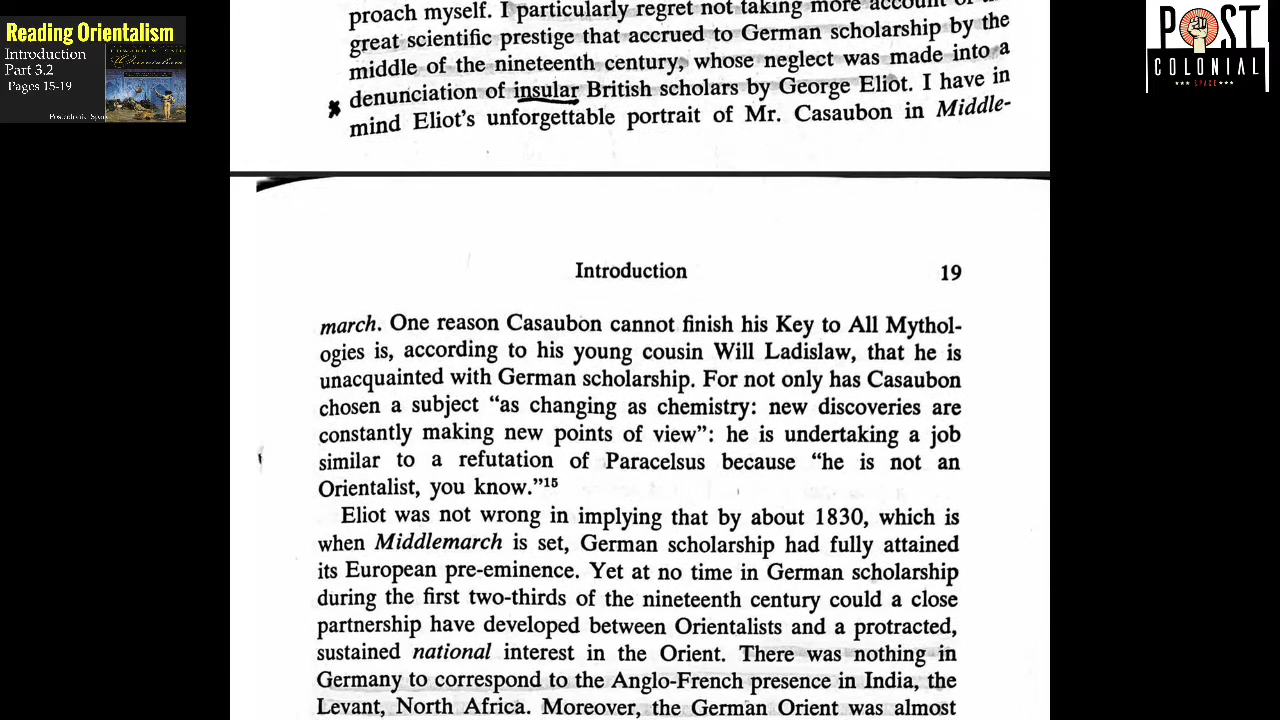 Reading Orientalism
Introduction
Part 3.2
Pages 15-19
POST
COLONIAL
SPACE
proach myself. I particularly regret not taking more account
great scientific prestige that accrued to German scholarship by the
middle of the nineteenth century, whose neglect was made into a
denunciation of insular British scholars by George Eliot. I have in
mind Eliot's unforgettable portrait of Mr. Casaubon in Middle-
Introduction 19
march. One reason Casaubon cannot finish his Key to All Mythol-
ogies is, according to his young cousin Will Ladislaw, that he is
unacquainted with German scholarship. For not only has Casaubon
chosen a subject “as changing as chemistry: new discoveries are
constantly making new points of view”: he is undertaking a job
similar to a refutation of Paracelsus because “he is not an
Orientalist, you know.”15
Eliot was not wrong in implying that by about 1830, which is
when Middlemarch is set, German scholarship had fully attained
its European pre-eminence. Yet at no time in German scholarship
during the first two-thirds of the nineteenth century could a close
partnership have developed between Orientalists and a protracted,
sustained national interest in the Orient. There was nothing in
Germany to correspond to the Anglo-French presence in India, the
Levant, North Africa. Moreover, the German Orient was almost